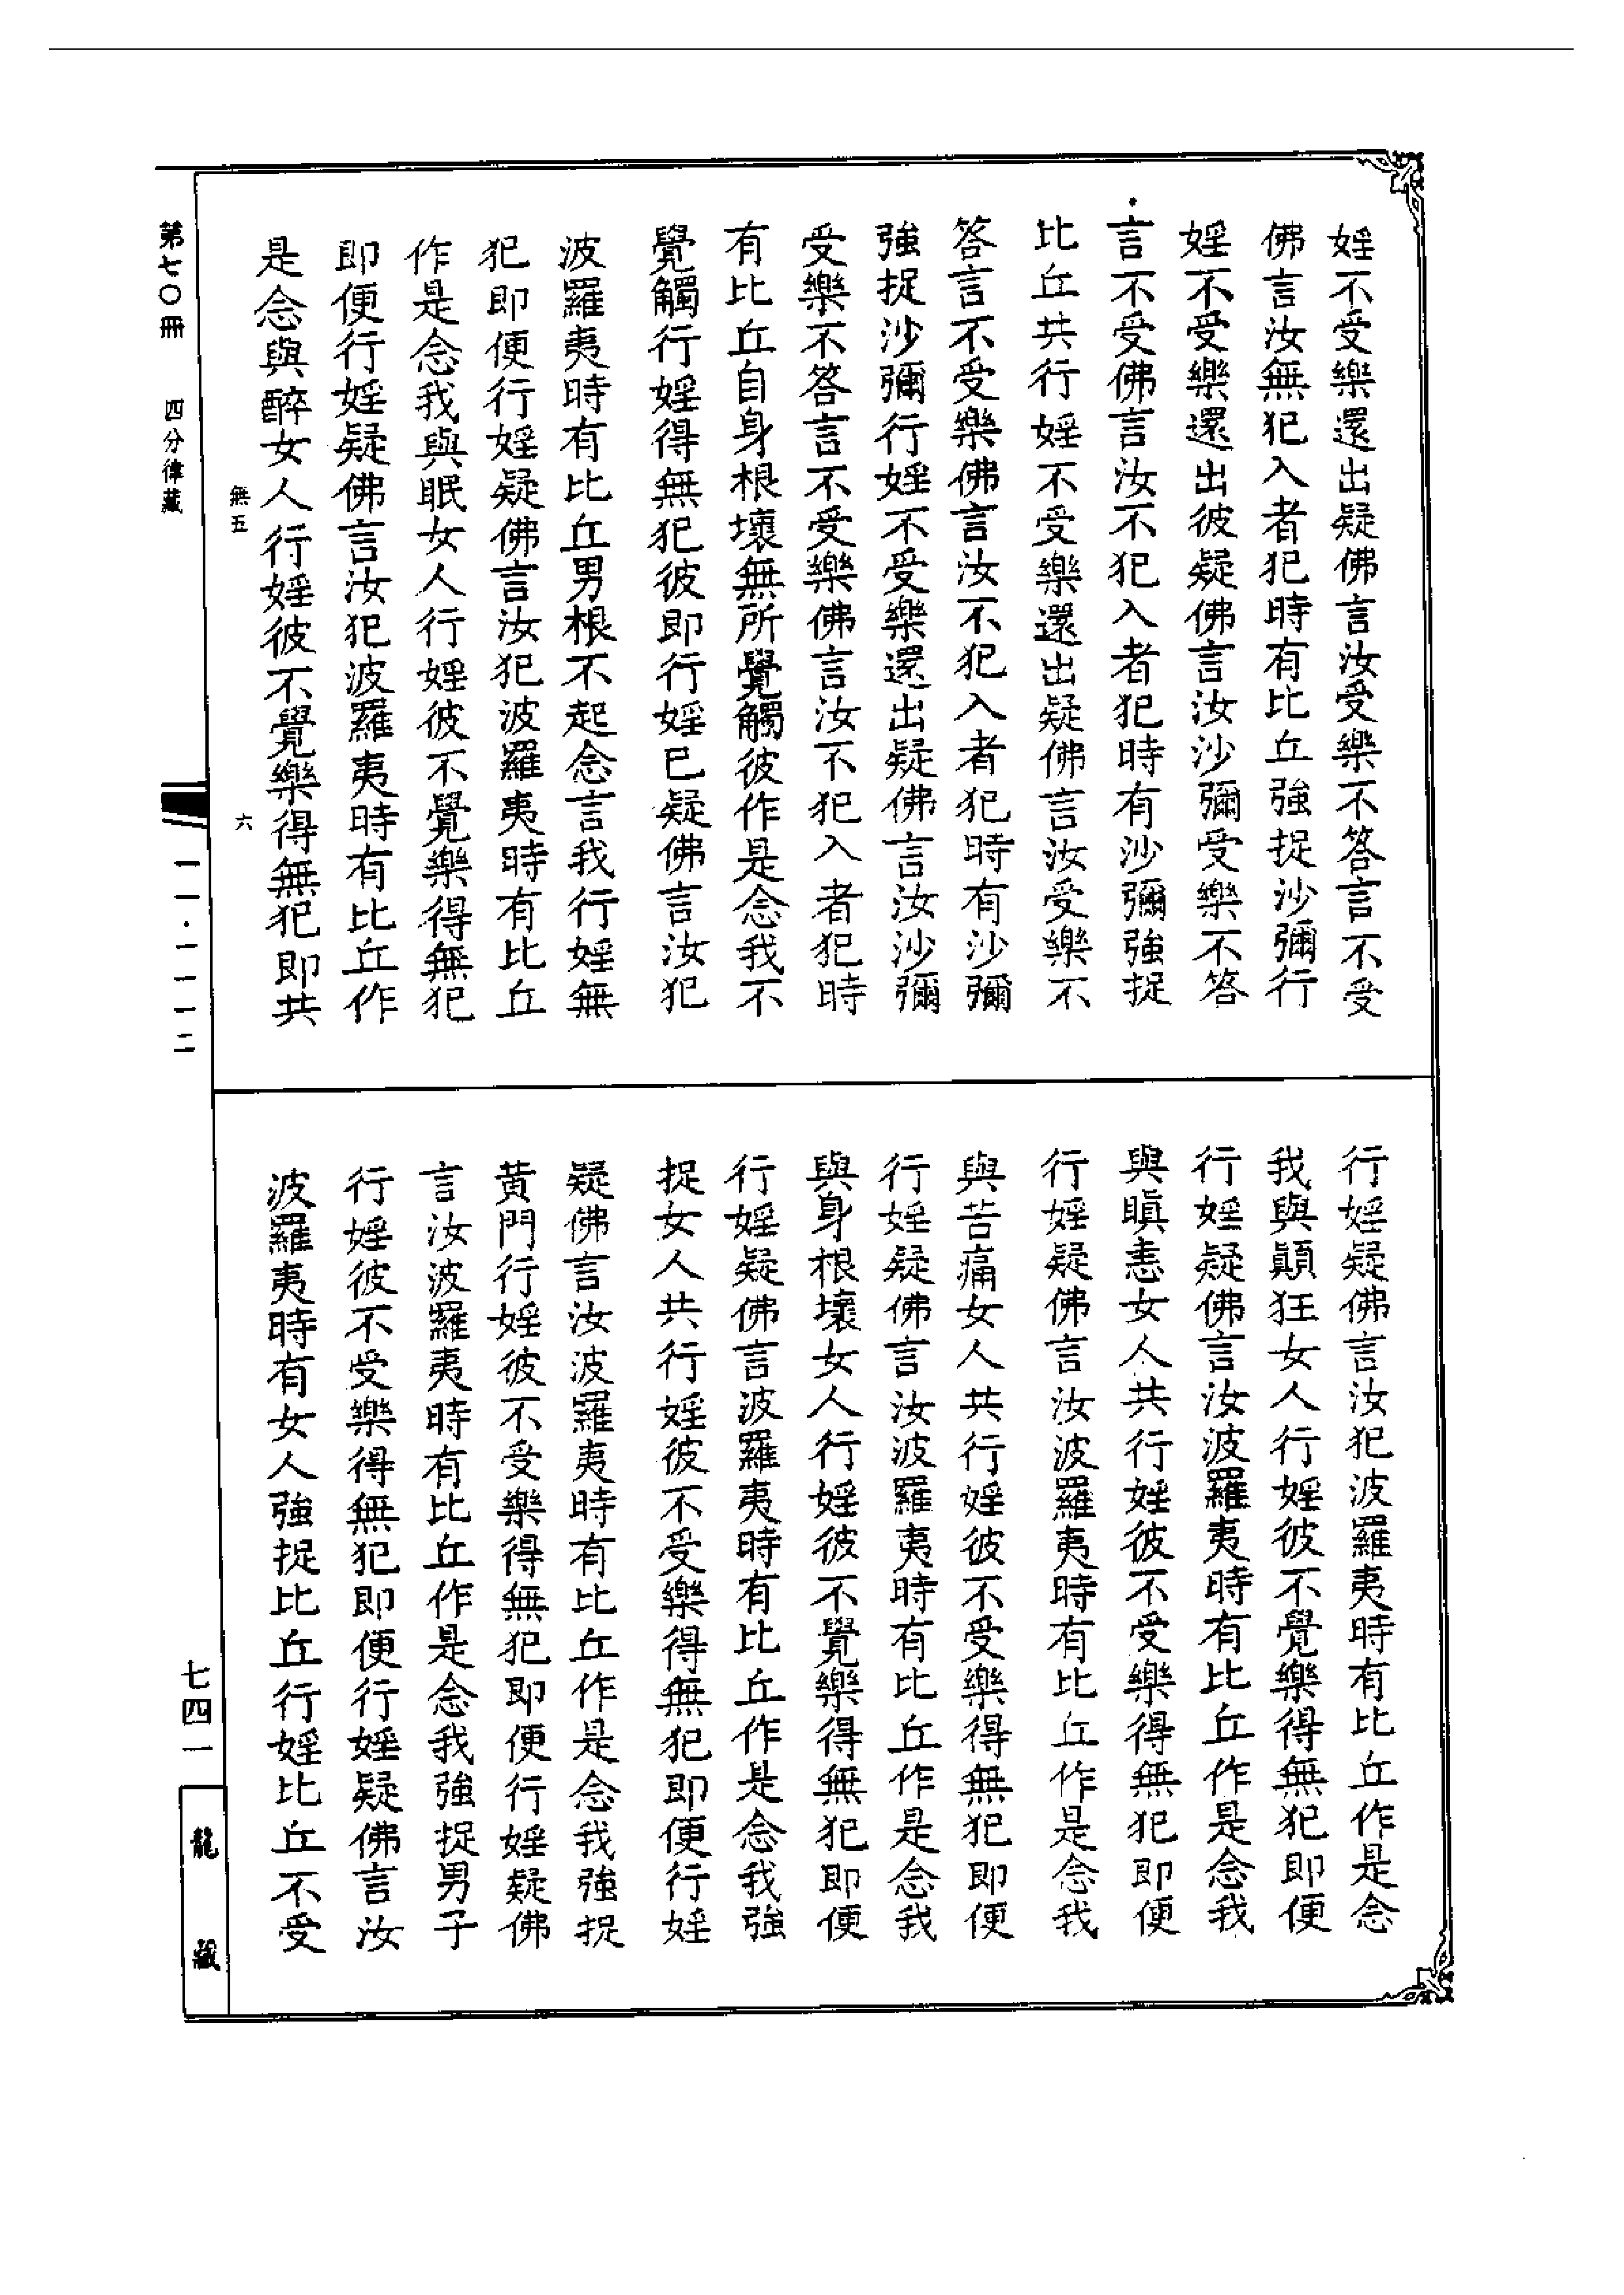 婬不受樂還出疑佛言汝受樂不答言不受
佛言汝無犯入者犯時有比丘強捉沙彌行
婬不受樂還出彼疑佛言汝沙彌受樂不答
言不受佛言汝不犯入者犯時有沙彌強捉
比丘共行婬不受樂還出疑佛言汝受樂不
答言不受樂佛言汝不犯入者犯時有沙彌
強捉沙彌行婬不受樂還出疑佛言汝沙彌
受樂不答言不受樂佛言汝不犯入者犯時
有比丘自身根壞無所覺觸彼作是念我不
覺觸行婬得無犯彼即行婬已疑佛言汝犯
波羅夷時有比丘男根不起念言我行婬無
犯即便行婬疑佛言汝犯波羅夷時有比丘
作是念我與眠女人行婬彼不覺樂得無犯
即便行婬疑佛言汝犯波羅夷時有比丘作
是念與醉女人行婬彼不覺樂得無犯即共
行婬疑佛言汝犯波羅夷時有比丘作是念
我與顛狂女人行婬彼不覺樂得無犯即便
行婬疑佛言汝波羅夷時有比丘作是念我
與瞋恚女人共行婬彼不受樂得無犯即便
行婬疑佛言汝波羅夷時有比丘作是念我
與苦痛女人共行婬彼不受樂得無犯即便
行婬疑佛言汝波羅夷時有比丘作是念我
與身根壞女人行婬彼不覺樂得無犯即便
行婬疑佛言波羅夷時有比丘作是念我強
捉女人共行婬彼不受樂得無犯即便行婬
疑佛言汝波羅夷時有比丘作是念我強捉
黃門行婬彼不受樂得無犯即便行婬疑佛
言汝波羅夷時有比丘作是念我強捉男子
行婬彼不受樂得無犯即便行婬疑佛言汝
波羅夷時有女人強捉比丘行婬比丘不受
無五 六
第七〇冊 四分律藏 一一·一一一二 七四一 龍藏